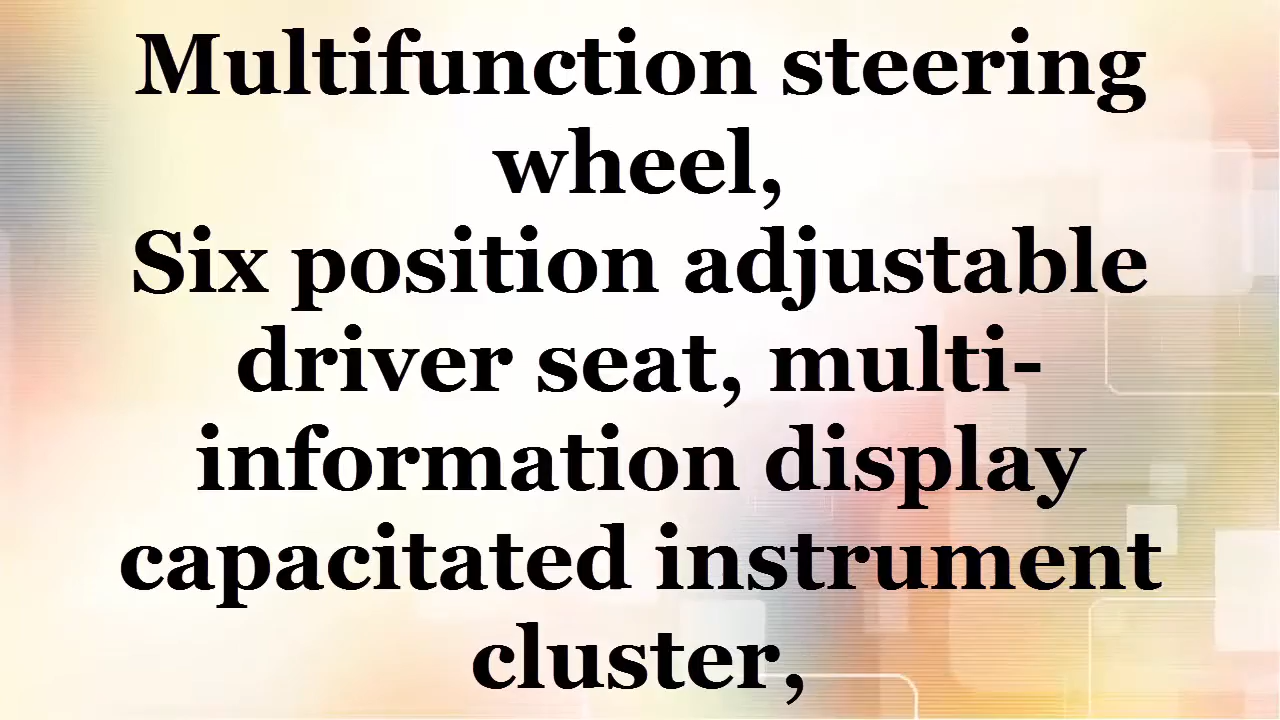 Multifunction steering
wheel,
Six position adjustable
driver seat, multi-
information display
capacitated instrument
cluster,